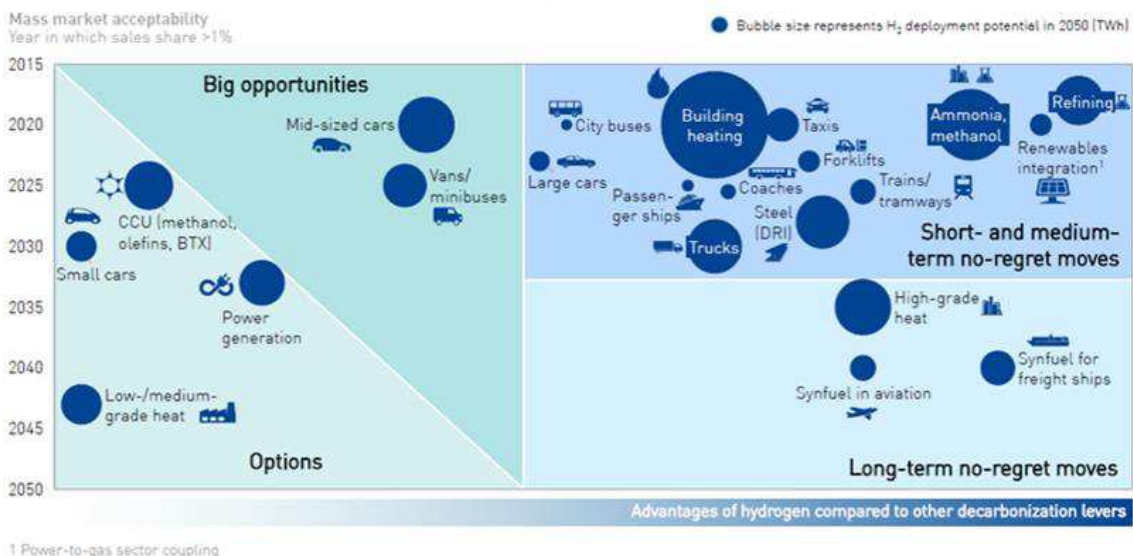 Mass market acceptability
Year in which sales share >1%
Bubble size represents H₂ deployment potential in 2050 (TWh)
2015
2020
2025
2030
2035
2040
2045
2050
Big opportunities
Mid-sized cars
Vans/
minibuses
CCU (methanol,
olefins, BTX)
Small cars
Power
generation
Low-/medium-
grade heat
Options
City buses
Building
heating
Taxis
Ammonia,
methanol
Refining
Renewables
integration¹
Large cars
Forklifts
Passen-
ger ships
Coaches
Trains/
tramways
Steel
(DRI)
Trucks
Short- and medium-
term no-regret moves
High-grade
heat
Synfuel in aviation
Synfuel for
freight ships
Long-term no-regret moves
Advantages of hydrogen compared to other decarbonization levers
1 Power-to-gas sector coupling